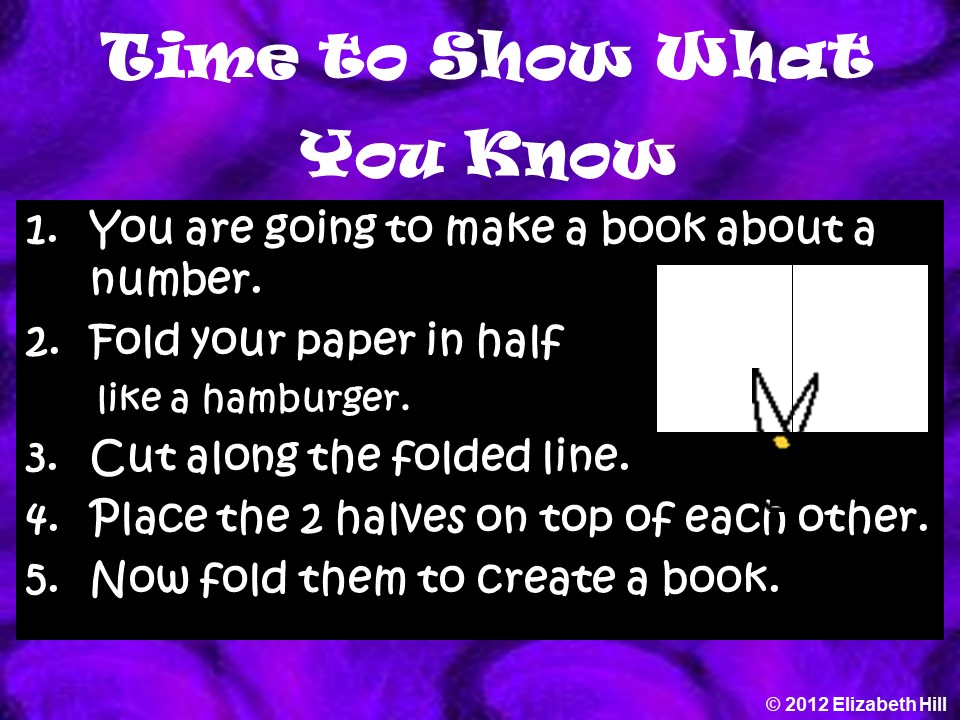 Time to Show What
You Know
1. You are going to make a book about a
number.
2. Fold your paper in half
like a hamburger.
3. Cut along the folded line.
4. Place the 2 halves on top of each other.
5. Now fold them to create a book.
© 2012 Elizabeth Hill